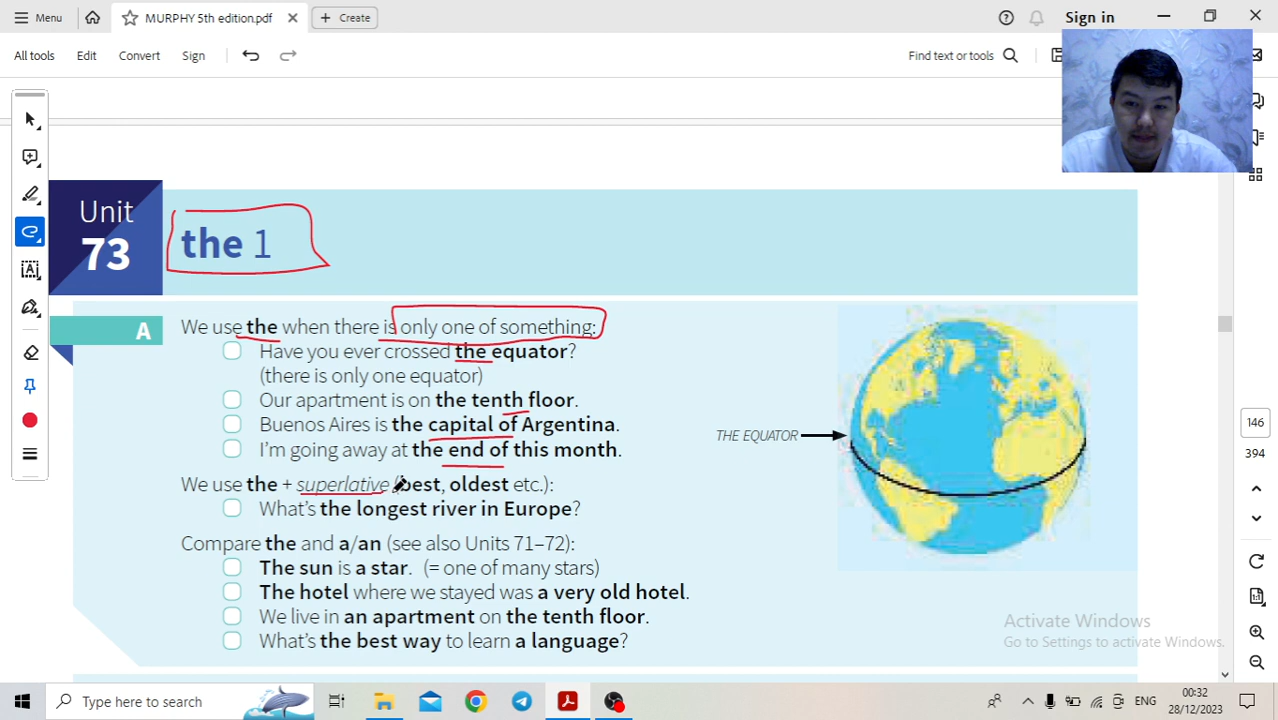 Menu
MURPHY 5th edition.pdf
Create
Sign in
All tools Edit Convert Sign
Find text or tools
Unit
73
the 1
A
We use the when there is only one of something:
Have you ever crossed the equator?
(there is only one equator)
Our apartment is on the tenth floor.
Buenos Aires is the capital of Argentina.
I'm going away at the end of this month.
THE EQUATOR
We use the + superlative (best, oldest etc.):
What's the longest river in Europe?
Compare the and a/an (see also Units 71–72):
The sun is a star. (= one of many stars)
The hotel where we stayed was a very old hotel.
We live in an apartment on the tenth floor.
What's the best way to learn a language?
146
394
1:1
Activate Windows
Go to Settings to activate Windows.
Type here to search
ENG
00:32
28/12/2023